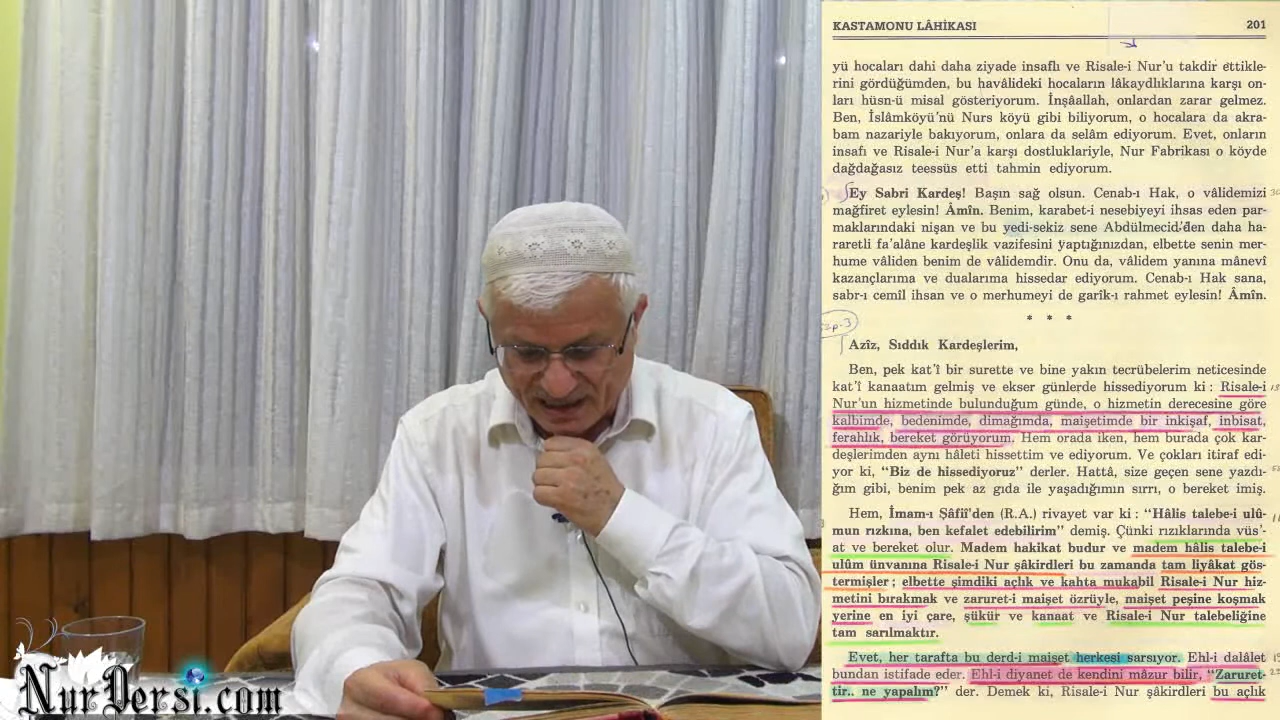 KASTAMONU LÂHİKASI 201
yü hocaları dahi daha ziyade insaflı ve Risale-i Nur'u takdir ettikle-
rini gördüğümden, bu havâlideki hocaların lâkaydlıklarına karşı on-
ları hüsn-ü misal gösteriyorum. İnşâallah, onlardan zarar gelmez.
Ben, İslâmköyü'nü Nurs köyü gibi biliyorum, o hocalara da akra-
bam nazariyle bakıyorum, onlara da selâm ediyorum. Evet, onların
insafı ve Risale-i Nur'a karşı dostluklariyle, Nur Fabrikası o köyde
dağdağasız teessüs etti tahmin ediyorum.
Ey Sabri Kardeş! Başın sağ olsun. Cenab-ı Hak, o vâlidemizi
mağfiret eylesin! Âmîn. Benim, karabet-i nesebiyeyi ihsas eden par-
maklarındaki nişan ve bu yedi-sekiz sene Abdülmecid'den daha ha-
raretli fa'alâne kardeşlik vazifesini yaptığınızdan, elbette senin mer-
hume vâliden benim de vâlidemdir. Onu da, vâlidem yanına mânevî
kazançlarıma ve dualarıma hissedar ediyorum. Cenab-ı Hak sana,
sabr-ı cemîl ihsan ve o merhumeyi de garîk-ı rahmet eylesin! Âmîn.
* * *
Azîz, Sıddık Kardeşlerim,
Ben, pek kat'î bir surette ve bine yakın tecrübelerim neticesinde
kat'î kanaatım gelmiş ve ekser günlerde hissediyorum ki: Risale-i
Nur'un hizmetinde bulunduğum günde, o hizmetin derecesine göre
kalbimde, bedenimde, dimağımda, maişetimde bir inkişaf, inbisat,
ferahlık, bereket görüyorum. Hem orada iken, hem burada çok kar-
deşlerimden aynı hâleti hissettim ve ediyorum. Ve çokları itiraf edi-
yor ki, "Biz de hissediyoruz" derler. Hattâ, size geçen sene yazdı-
ğım gibi, benim pek az gıda ile yaşadığımın sırrı, o bereket imiş.
Hem, İmam-ı Şâfiî'den (R.A.) rivayet var ki: "Hâlis talebe-i ulû-
mun rızkına, ben kefalet edebilirim" demiş. Çünki rızıklarında vüs'-
at ve bereket olur. Madem hakikat budur ve madem hâlis talebe-i
ulûm ünvanına Risale-i Nur şâkirdleri bu zamanda tam liyâkat gös-
termişler; elbette şimdiki açlık ve kahta mukabil Risale-i Nur hiz-
metini bırakmak ve zaruret-i maişet özrüyle, maişet peşine koşmak
yerine en iyi çare, şükür ve kanaat ve Risale-i Nur talebeliğine
tam sarılmaktır.
Evet, her tarafta bu derd-i maişet herkesi sarsıyor. Ehl-i dalâlet
bundan istifade eder. Ehl-i diyanet de kendini mâzur bilir, "Zaruret-
tir.. ne yapalım?" der. Demek ki, Risale-i Nur şâkirdleri bu açlık
NurDersi.com